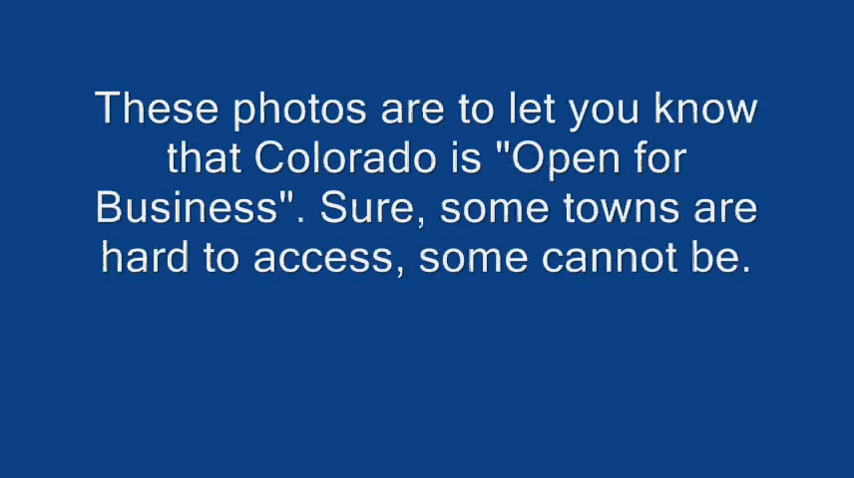 These photos are to let you know
that Colorado is "Open for
Business". Sure, some towns are
hard to access, some cannot be.